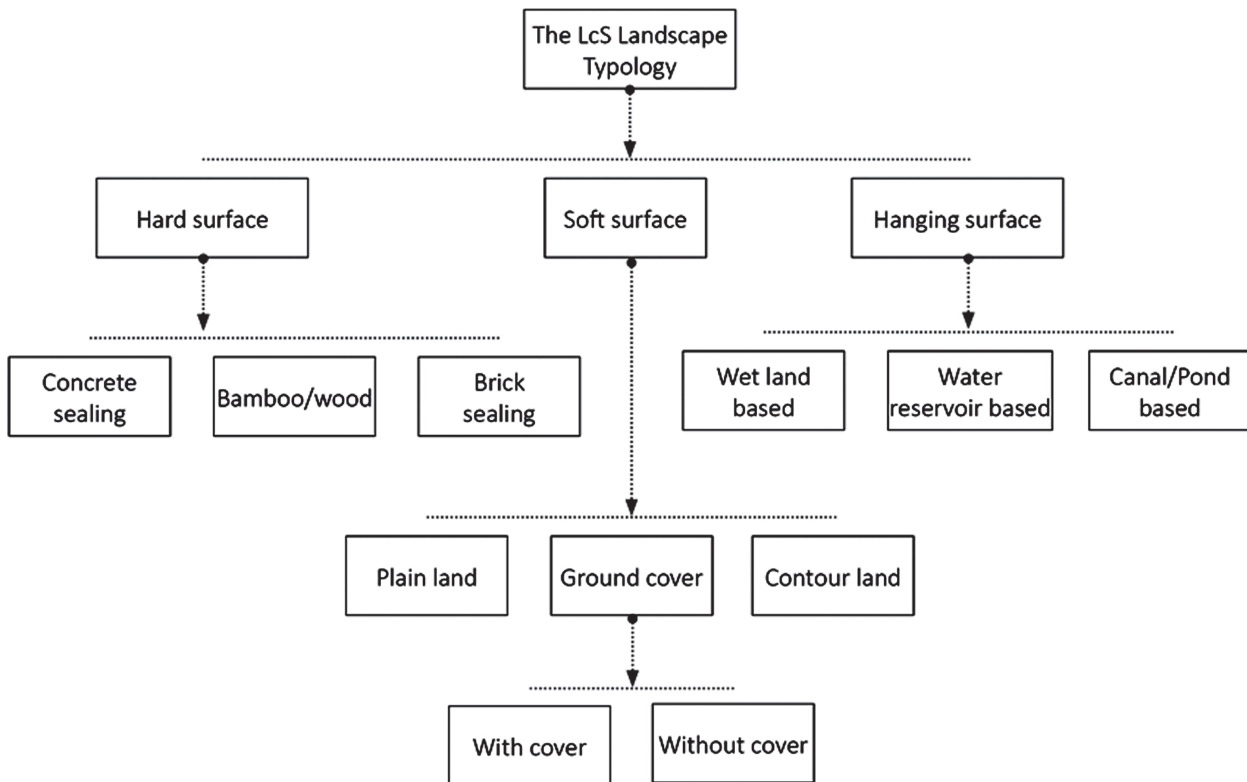 The LcS Landscape
Typology
Hard surface
Soft surface
Hanging surface
Concrete
sealing
Bamboo/wood
Brick
sealing
Wet land
based
Water
reservoir based
Canal/Pond
based
Plain land
Ground cover
Contour land
With cover
Without cover